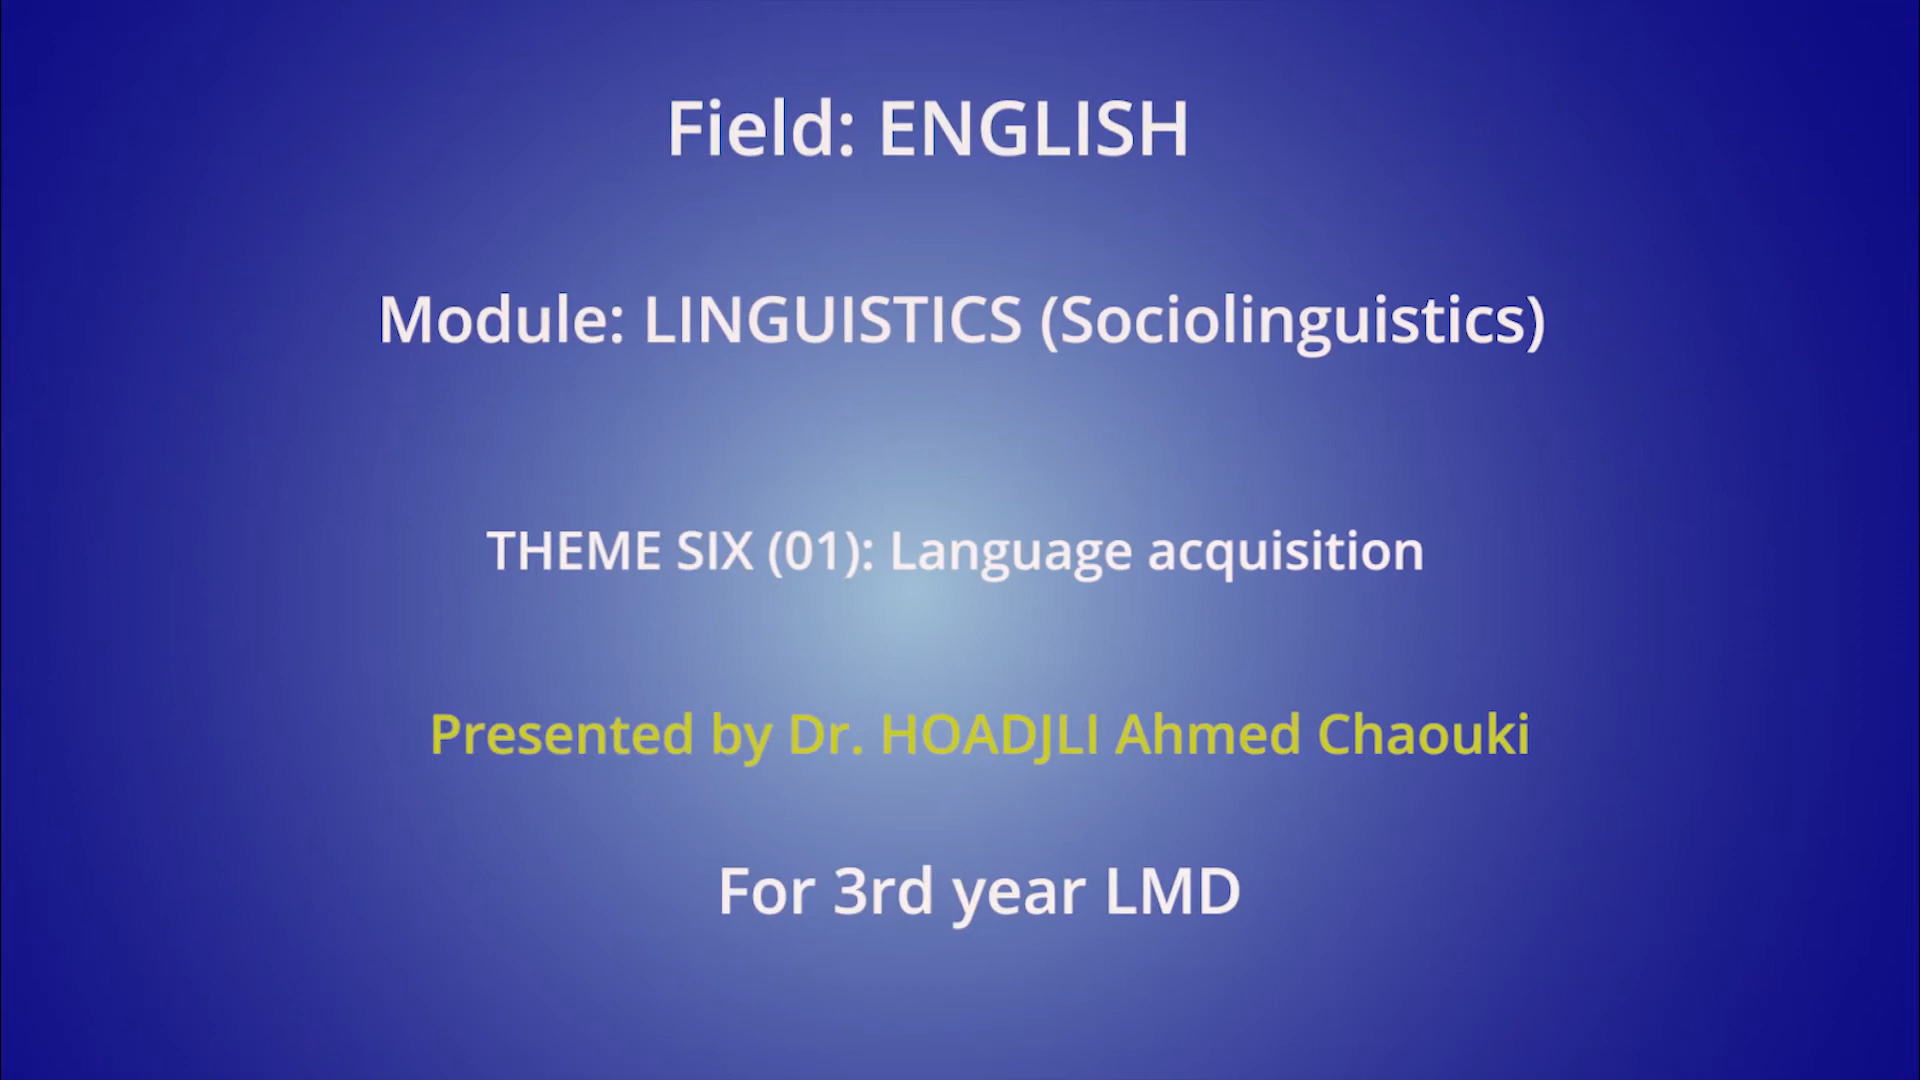 Field: ENGLISH
Module: LINGUISTICS (Sociolinguistics)
THEME SIX (01): Language acquisition
Presented by Dr. HOADJLI Ahmed Chaouki
For 3rd year LMD